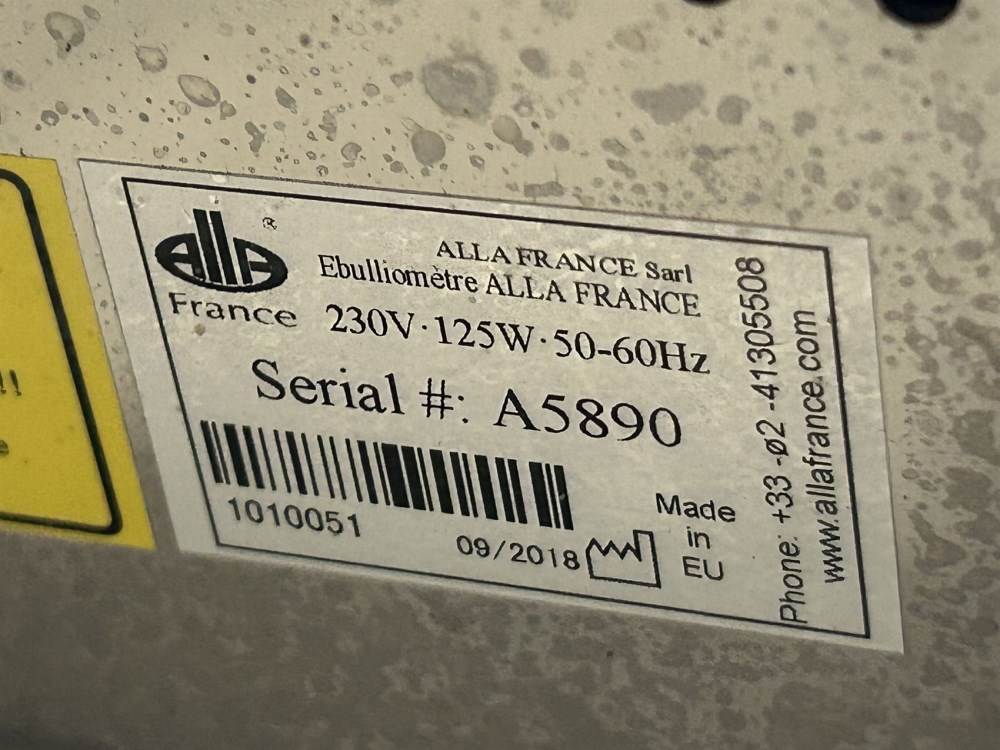 ALLA ®
France
ALLA FRANCE Sarl
Ebulliomètre ALLA FRANCE
230V·125W·50-60Hz
Serial #: A5890
1010051
09/2018
Made
in
EU
Phone: +33 -ø2 -41305508
www.allafrance.com
!!
e